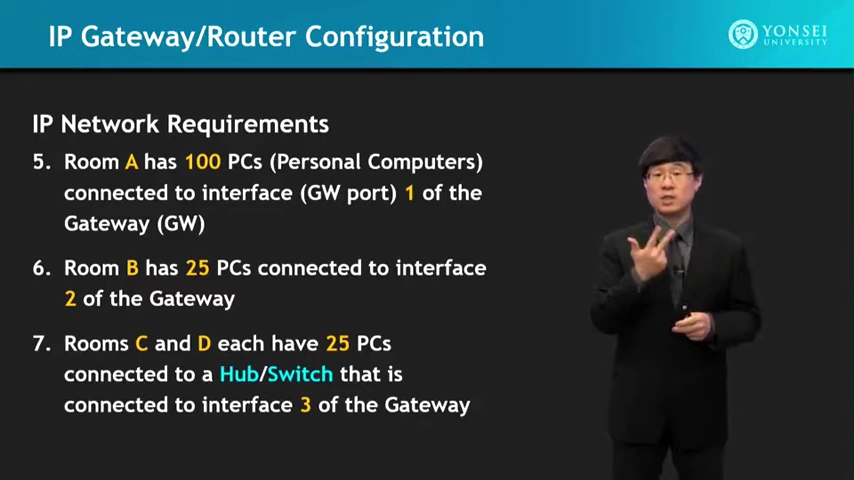 IP Gateway/Router Configuration
YONSEI
UNIVERSITY
IP Network Requirements
5. Room A has 100 PCs (Personal Computers)
connected to interface (GW port) 1 of the
Gateway (GW)
6. Room B has 25 PCs connected to interface
2 of the Gateway
7. Rooms C and D each have 25 PCs
connected to a Hub/Switch that is
connected to interface 3 of the Gateway